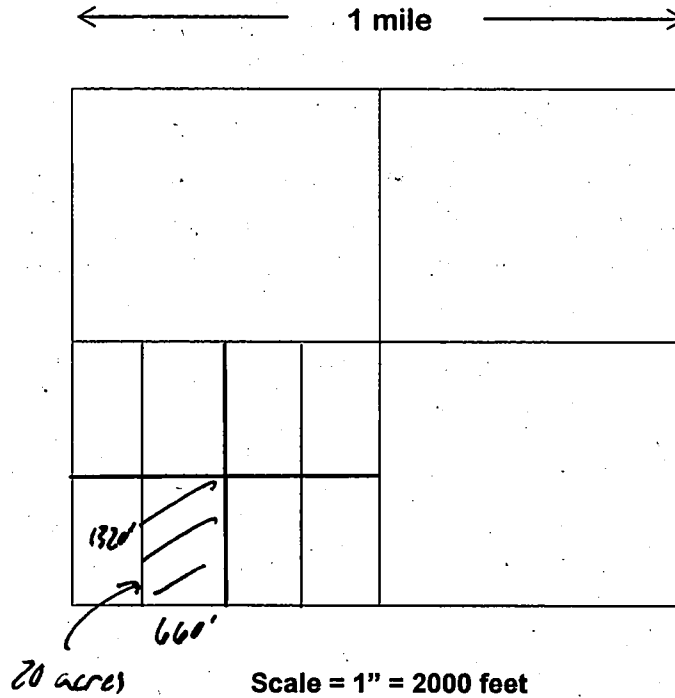 1 mile
1320'
660'
20 acres
Scale = 1" = 2000 feet